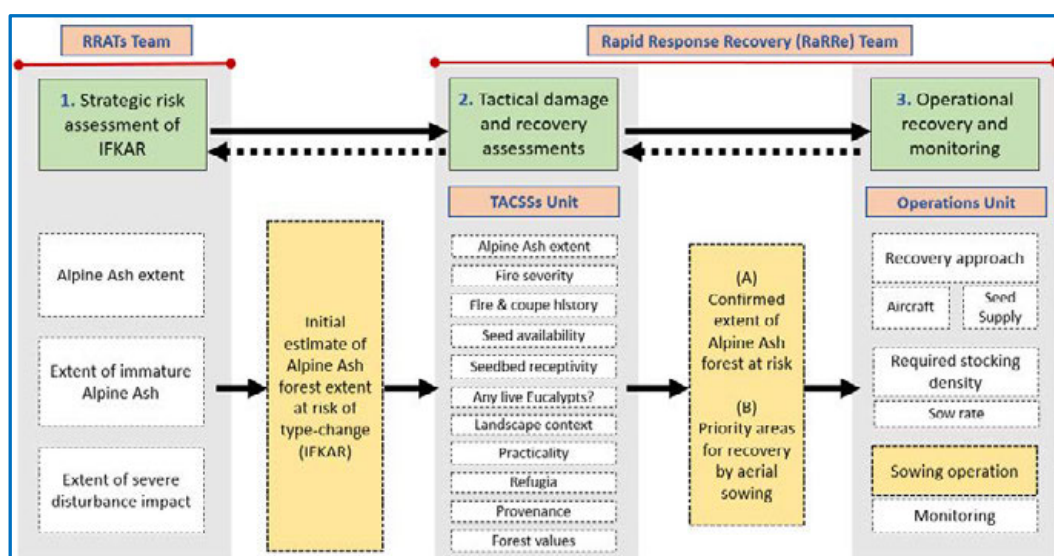 RRATs Team
Rapid Response Recovery (RaRRe) Team
1. Strategic risk
assessment of
IFKAR
2. Tactical damage
and recovery
assessments
3. Operational
recovery and
monitoring
Alpine Ash extent
Extent of immature
Alpine Ash
Extent of severe
disturbance impact
Initial
estimate of
Alpine Ash
forest extent
at risk of
type-change
(IFKAR)
TACSSs Unit
Alpine Ash extent
Fire severity
Fire & coupe history
Seed availability
Seedbed receptivity
Any live Eucalypts?
Landscape context
Practicality
Refugia
Provenance
Forest values
(A)
Confirmed
extent of
Alpine Ash
forest at risk
(B)
Priority areas
for recovery
by aerial
sowing
Operations Unit
Recovery approach
Aircraft
Seed
Supply
Required stocking
density
Sow rate
Sowing operation
Monitoring